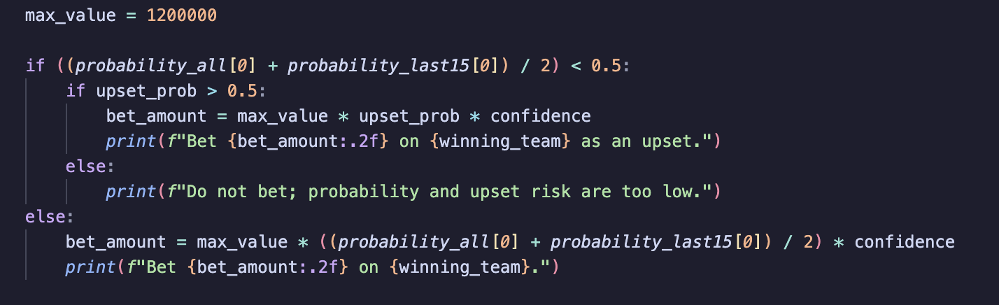 max_value = 1200000
if ((probability_all[0] + probability_last15[0]) / 2) < 0.5:
if upset_prob > 0.5:
bet_amount = max_value * upset_prob * confidence
print(f"Bet {bet_amount:.2f} on {winning_team} as an upset.")
else:
print(f"Do not bet; probability and upset risk are too low.")
else:
bet_amount = max_value * ((probability_all[0] + probability_last15[0]) / 2) * confidence
print(f"Bet {bet_amount:.2f} on {winning_team}.")